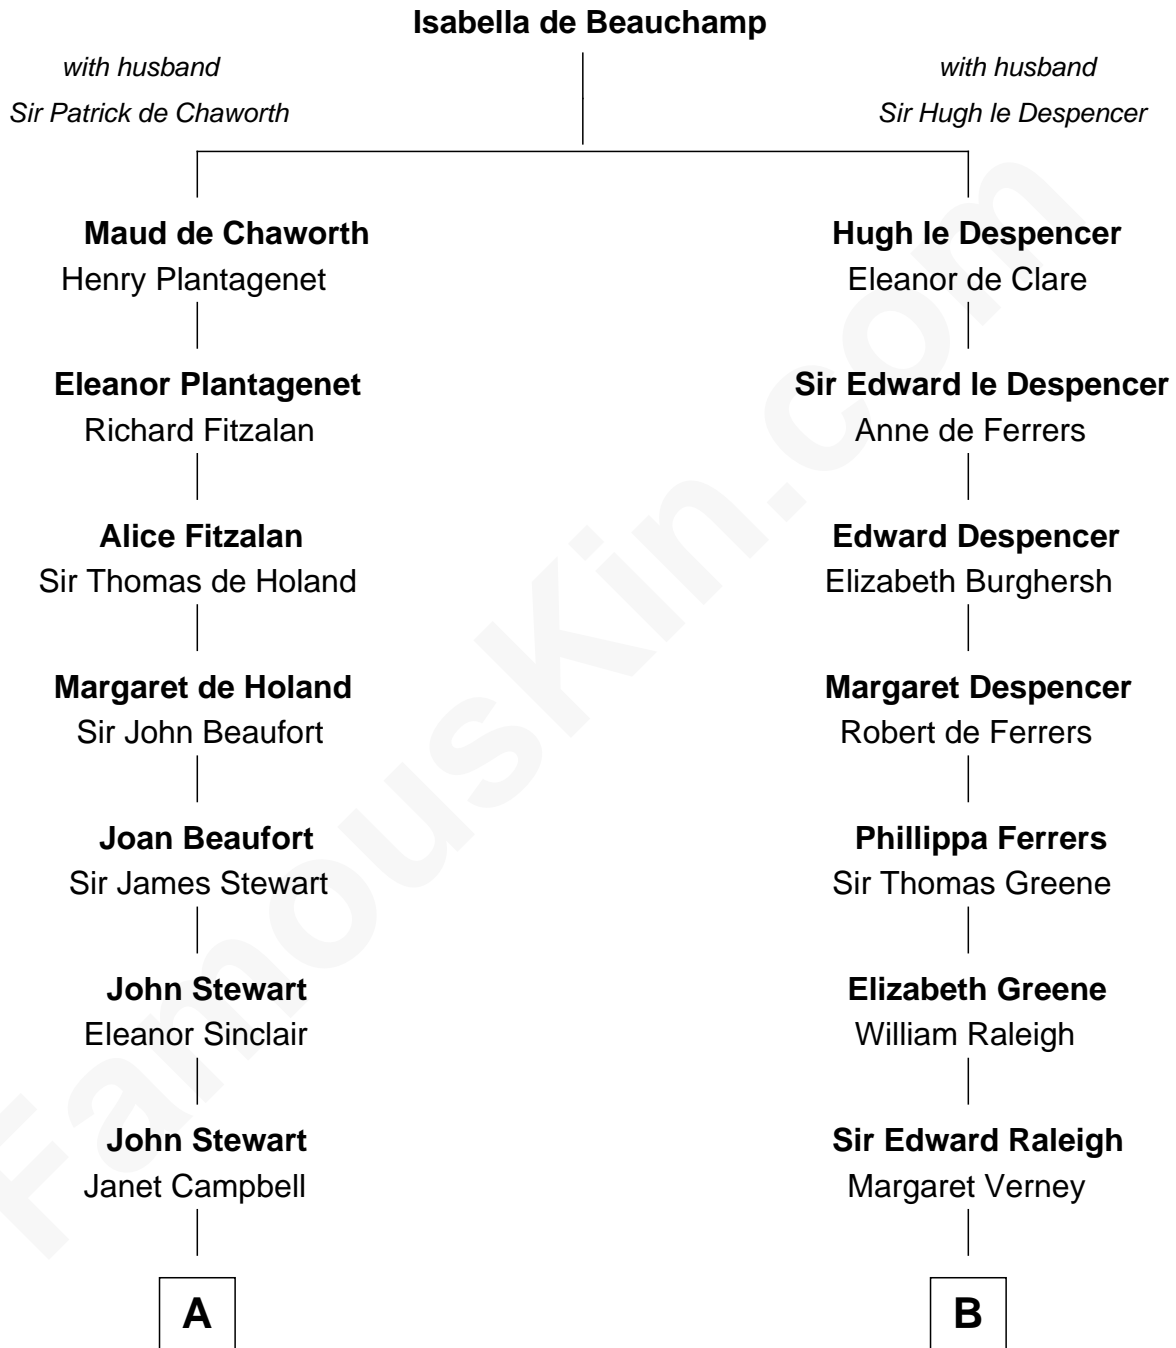 Isabella de Beauchamp
with husband
Sir Patrick de Chaworth
with husband
Sir Hugh le Despencer
Maud de Chaworth
Henry Plantagenet
Hugh le Despencer
Eleanor de Clare
Eleanor Plantagenet
Richard Fitzalan
Sir Edward le Despencer
Anne de Ferrers
Alice Fitzalan
Sir Thomas de Holand
Edward Despencer
Elizabeth Burghersh
Margaret de Holand
Sir John Beaufort
Margaret Despencer
Robert de Ferrers
Joan Beaufort
Sir James Stewart
Phillippa Ferrers
Sir Thomas Greene
John Stewart
Eleanor Sinclair
Elizabeth Greene
William Raleigh
John Stewart
Janet Campbell
Sir Edward Raleigh
Margaret Verney
A
B
FamousKin.com